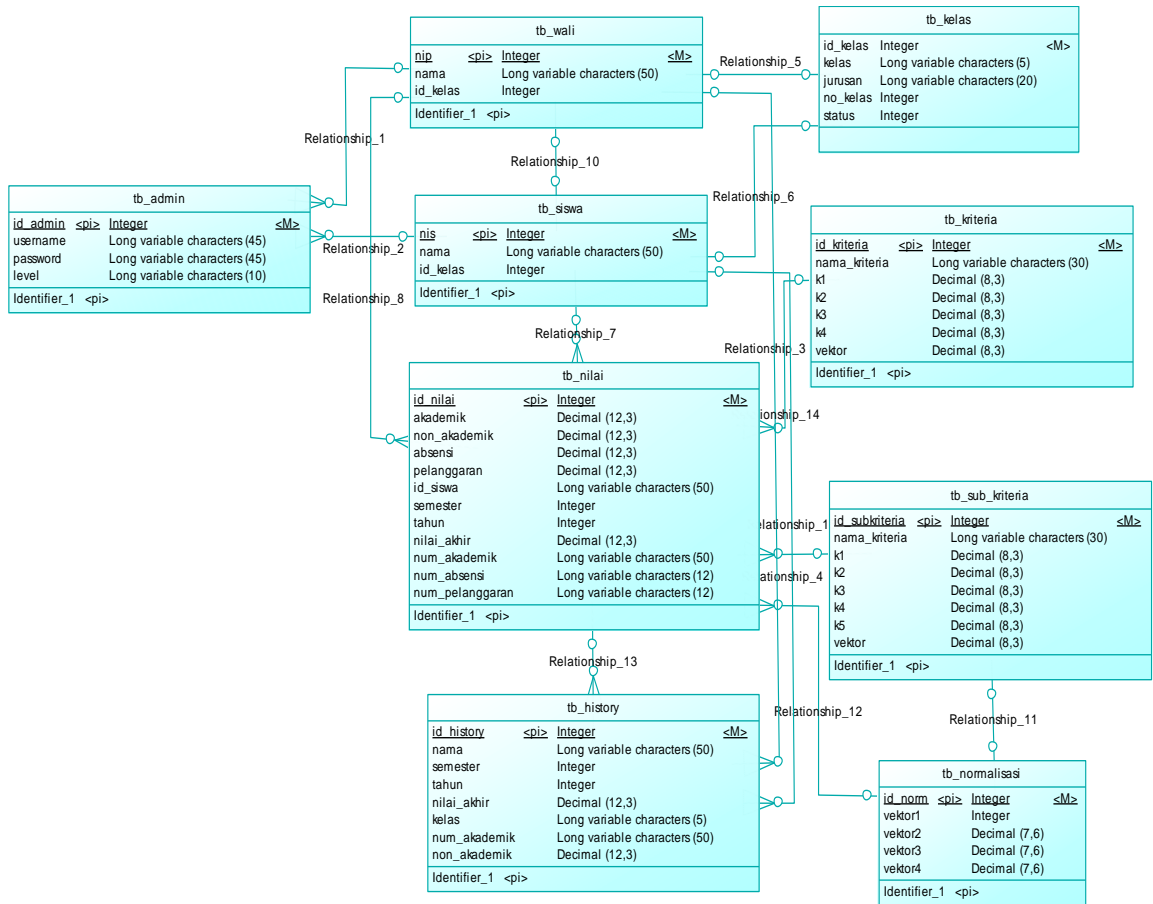 tb_wali
nip <pi> Integer <M>
nama Long variable characters (50)
id_kelas Integer
Identifier_1 <pi>
tb_kelas
id_kelas Integer <M>
kelas Long variable characters (5)
jurusan Long variable characters (20)
no_kelas Integer
status Integer
Relationship_5
Relationship_1
Relationship_10
tb_admin
id_admin <pi> Integer <M>
username Long variable characters (45)
password Long variable characters (45)
level Long variable characters (10)
Identifier_1 <pi>
Relationship_2
Relationship_8
tb_siswa
nis <pi> Integer <M>
nama Long variable characters (50)
id_kelas Integer
Identifier_1 <pi>
Relationship_6
Relationship_7
Relationship_3
tb_kriteria
id_kriteria <pi> Integer <M>
nama_kriteria Long variable characters (30)
k1 Decimal (8,3)
k2 Decimal (8,3)
k3 Decimal (8,3)
k4 Decimal (8,3)
vektor Decimal (8,3)
Identifier_1 <pi>
tb_nilai
id_nilai <pi> Integer <M>
akademik Decimal (12,3)
non_akademik Decimal (12,3)
absensi Decimal (12,3)
pelanggaran Decimal (12,3)
id_siswa Long variable characters (50)
semester Integer
tahun Integer
nilai_akhir Decimal (12,3)
num_akademik Long variable characters (50)
num_absensi Long variable characters (12)
num_pelanggaran Long variable characters (12)
Identifier_1 <pi>
ionship_14
elationship_1
ationship_4
tb_sub_kriteria
id_subkriteria <pi> Integer <M>
nama_kriteria Long variable characters (30)
k1 Decimal (8,3)
k2 Decimal (8,3)
k3 Decimal (8,3)
k4 Decimal (8,3)
k5 Decimal (8,3)
vektor Decimal (8,3)
Identifier_1 <pi>
Relationship_13
Relationship_12
Relationship_11
tb_history
id_history <pi> Integer <M>
nama Long variable characters (50)
semester Integer
tahun Integer
nilai_akhir Decimal (12,3)
kelas Long variable characters (5)
num_akademik Long variable characters (50)
non_akademik Decimal (12,3)
Identifier_1 <pi>
tb_normalisasi
id_norm <pi> Integer <M>
vektor1 Integer
vektor2 Decimal (7,6)
vektor3 Decimal (7,6)
vektor4 Decimal (7,6)
Identifier_1 <pi>